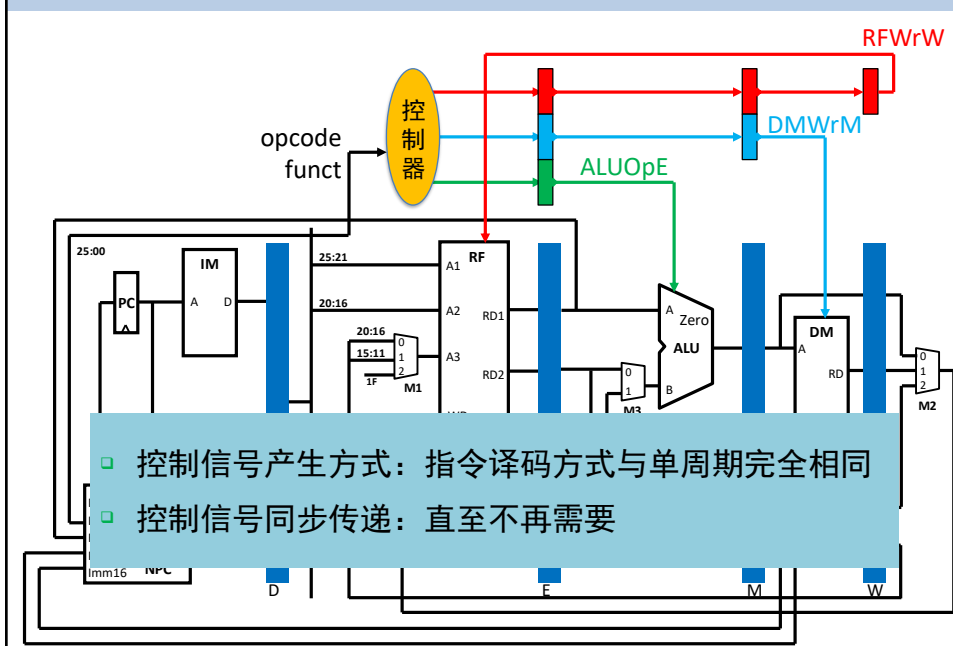 RFWrW
控
制
器
opcode
funct
DMWrM
ALUOpE
25:00
IM
25:21
RF
A1
PC
A
D
20:16
A2
RD1
A
Zero
DM
20:16
0
15:11
1
A3
ALU
A
0
1F
2
RD2
0
RD
1
M1
1
B
2
M3
M2
控制信号产生方式：指令译码方式与单周期完全相同
控制信号同步传递：直至不再需要
Imm16
NPC
D
E
M
W